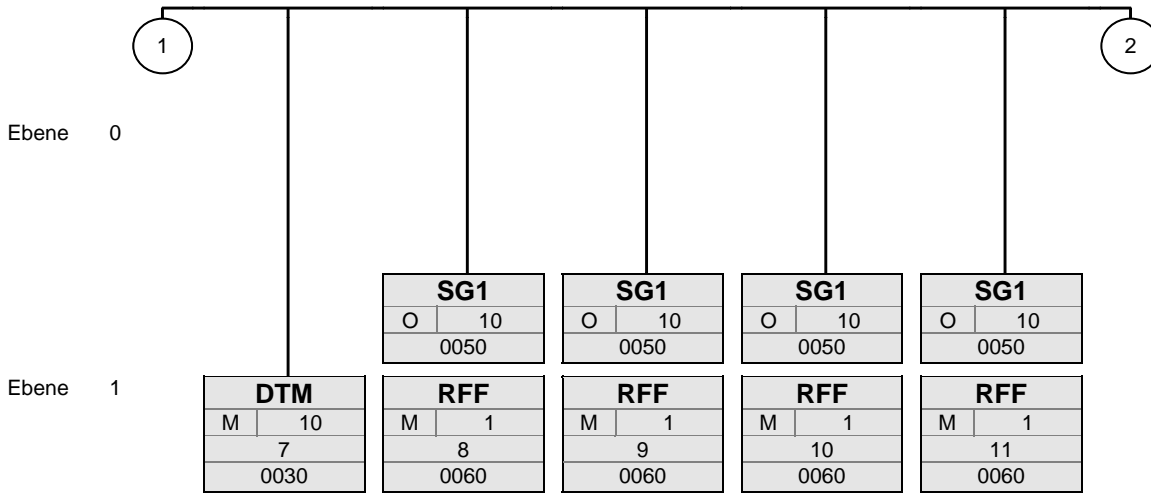 1 2
Ebene 0
SG1 SG1 SG1 SG1
O 10 O 10 O 10 O 10
0050 0050 0050 0050
Ebene 1
DTM RFF RFF RFF RFF
M 10 M 1 M 1 M 1 M 1
7 8 9 10 11
0030 0060 0060 0060 0060